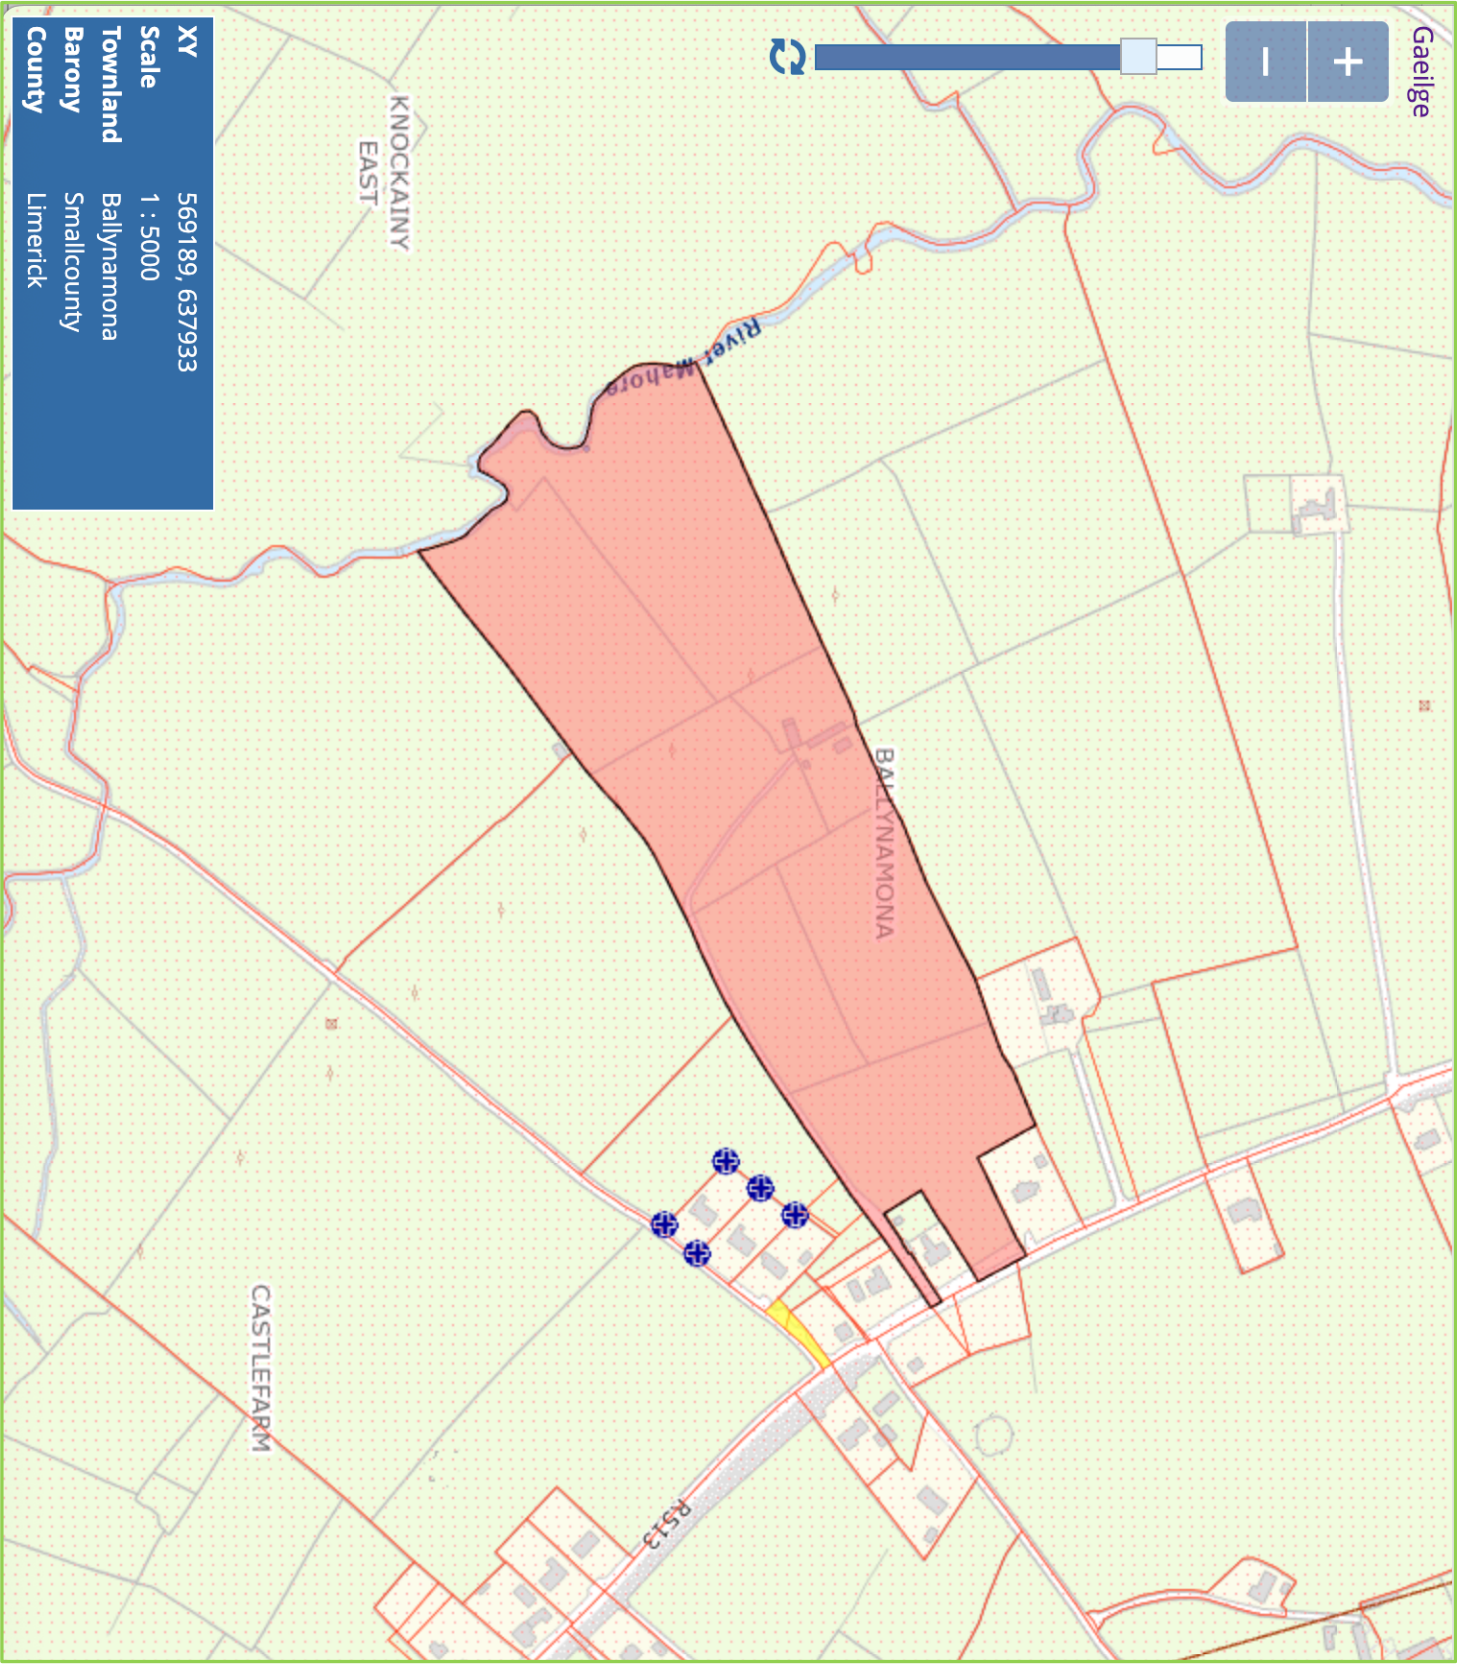 Gaeilge
+
−
XY 569189, 637933
Scale 1 : 5000
Townland Ballynamona
Barony Smallcounty
County Limerick
KNOCKAINY
EAST
River Mahore
BALLYNAMONA
CASTLEFARM
R513